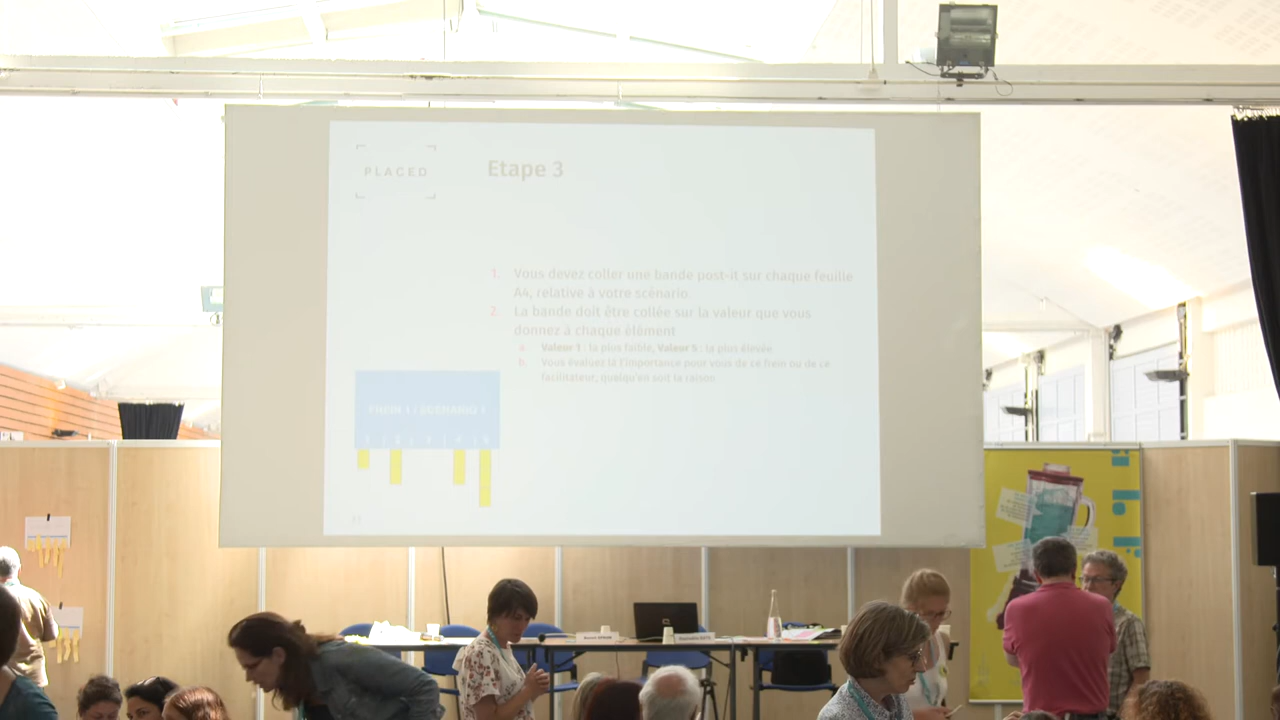 PLACED
Etape 3
1. Vous devez coller une bande post-it sur chaque feuille
A4, relative à votre scénario
2. La bande doit être collée sur la valeur que vous
donnez à chaque élément
a. Valeur 1 : la plus faible, Valeur 5 : la plus élevée
b. Vous évaluez là l'importance pour vous de ce frein ou de ce
facilitateur, quelqu'en soit la raison
FREIN 1 / SCENARIO 1
1 | 2 | 3 | 4 | 5